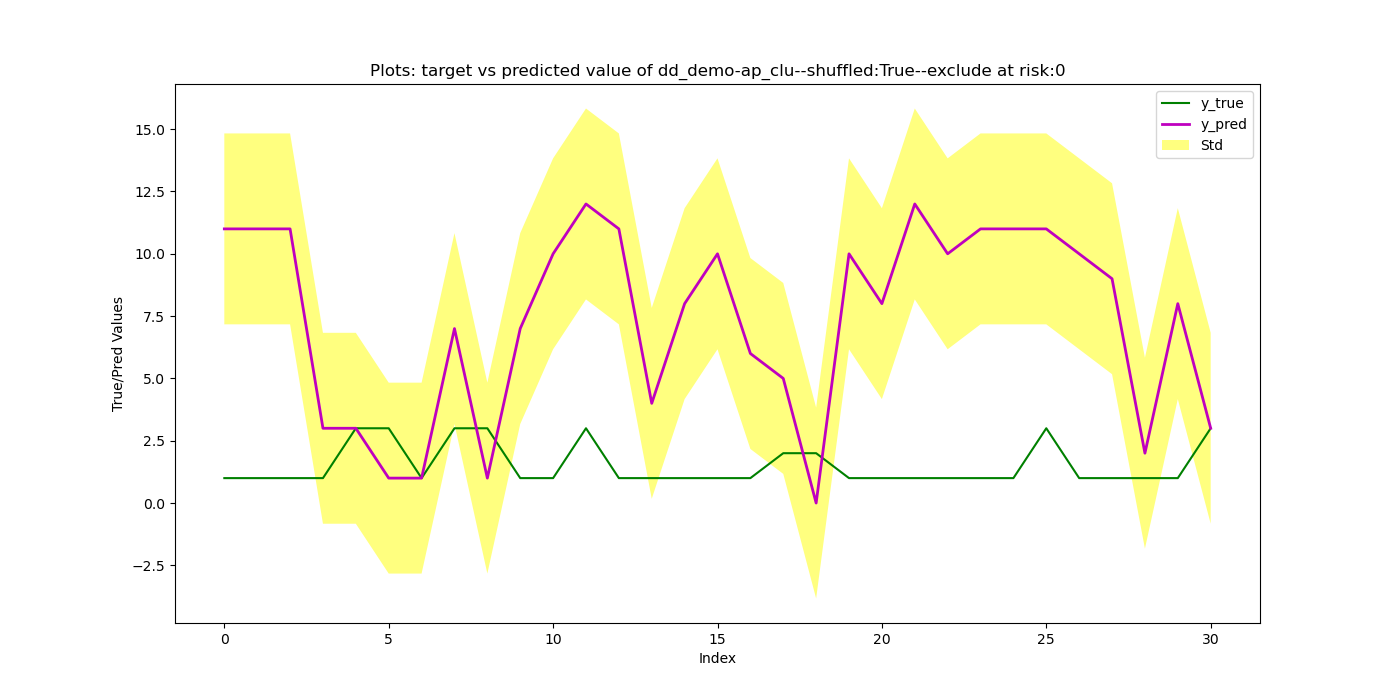 Plots: target vs predicted value of dd_demo-ap_clu--shuffled:True--exclude at risk:0
y_true
y_pred
Std
15.0
12.5
10.0
7.5
5.0
2.5
0.0
−2.5
True/Pred Values
0 5 10 15 20 25 30
Index